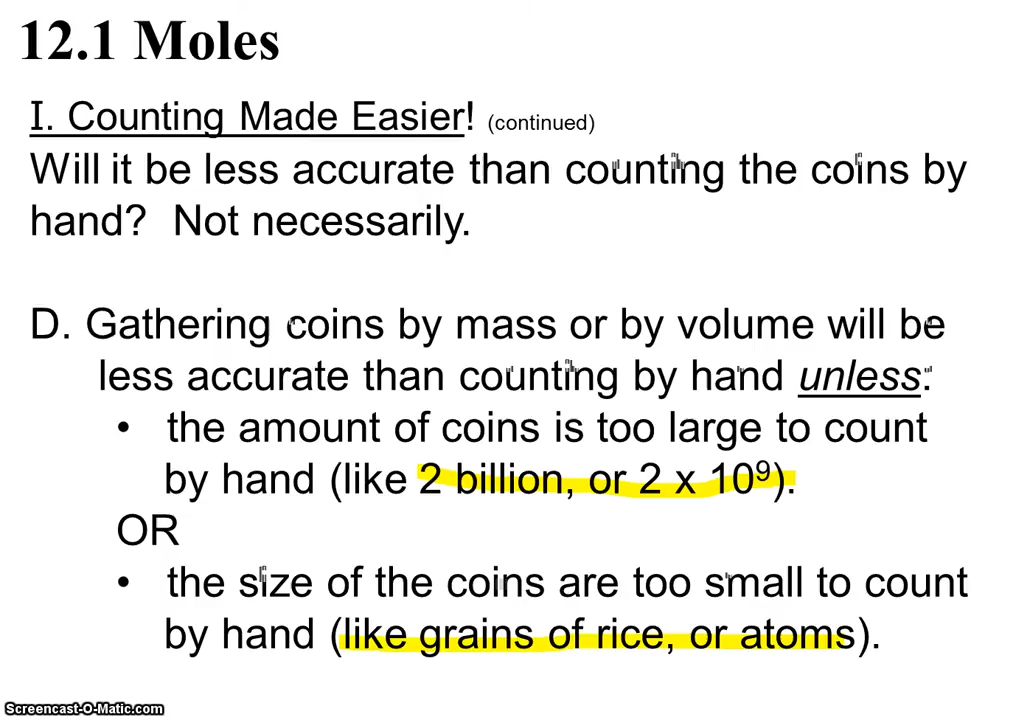 12.1 Moles
I. Counting Made Easier! (continued)
Will it be less accurate than counting the coins by
hand? Not necessarily.
D. Gathering coins by mass or by volume will be
less accurate than counting by hand unless:
• the amount of coins is too large to count
by hand (like 2 billion, or 2 x 10⁹).
OR
• the size of the coins are too small to count
by hand (like grains of rice, or atoms).
Screencast-O-Matic.com